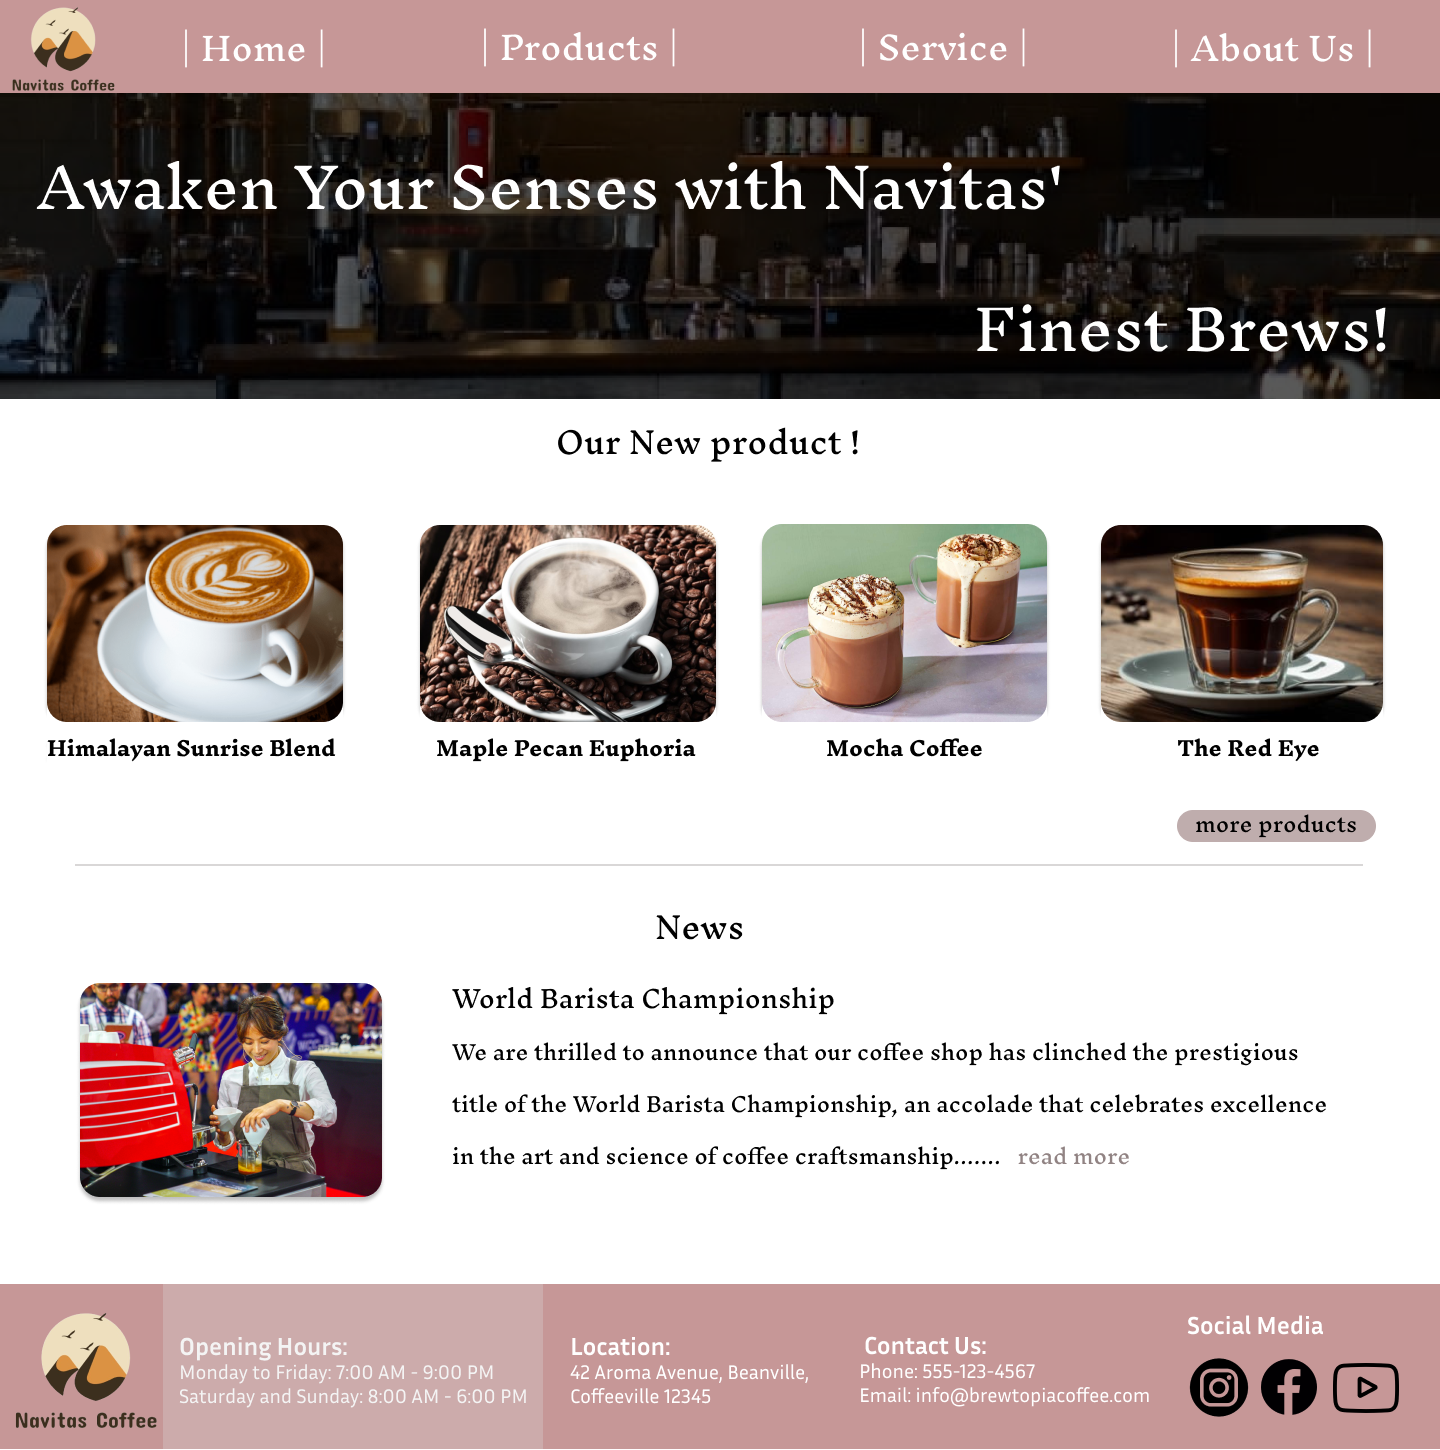 Navitas Coffee
| Home |
| Products |
| Service |
| About Us |
Awaken Your Senses with Navitas'
Finest Brews!
Our New product !
Himalayan Sunrise Blend
Maple Pecan Euphoria
Mocha Coffee
The Red Eye
more products
News
World Barista Championship
We are thrilled to announce that our coffee shop has clinched the prestigious
title of the World Barista Championship, an accolade that celebrates excellence
in the art and science of coffee craftsmanship....... read more
Navitas Coffee
Opening Hours:
Monday to Friday: 7:00 AM - 9:00 PM
Saturday and Sunday: 8:00 AM - 6:00 PM
Location:
42 Aroma Avenue, Beanville,
Coffeeville 12345
Contact Us:
Phone: 555-123-4567
Email: info@brewtopiacoffee.com
Social Media